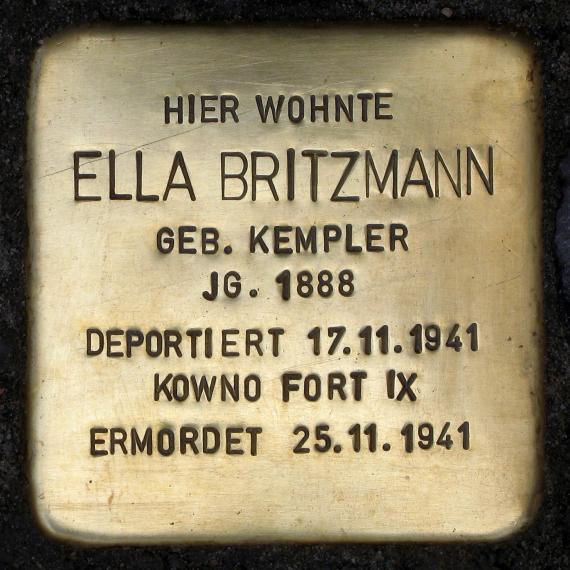 HIER WOHNTE
ELLA BRITZMANN
GEB. KEMPLER
JG. 1888
DEPORTIERT 17.11.1941
KOWNO FORT IX
ERMORDET 25.11.1941